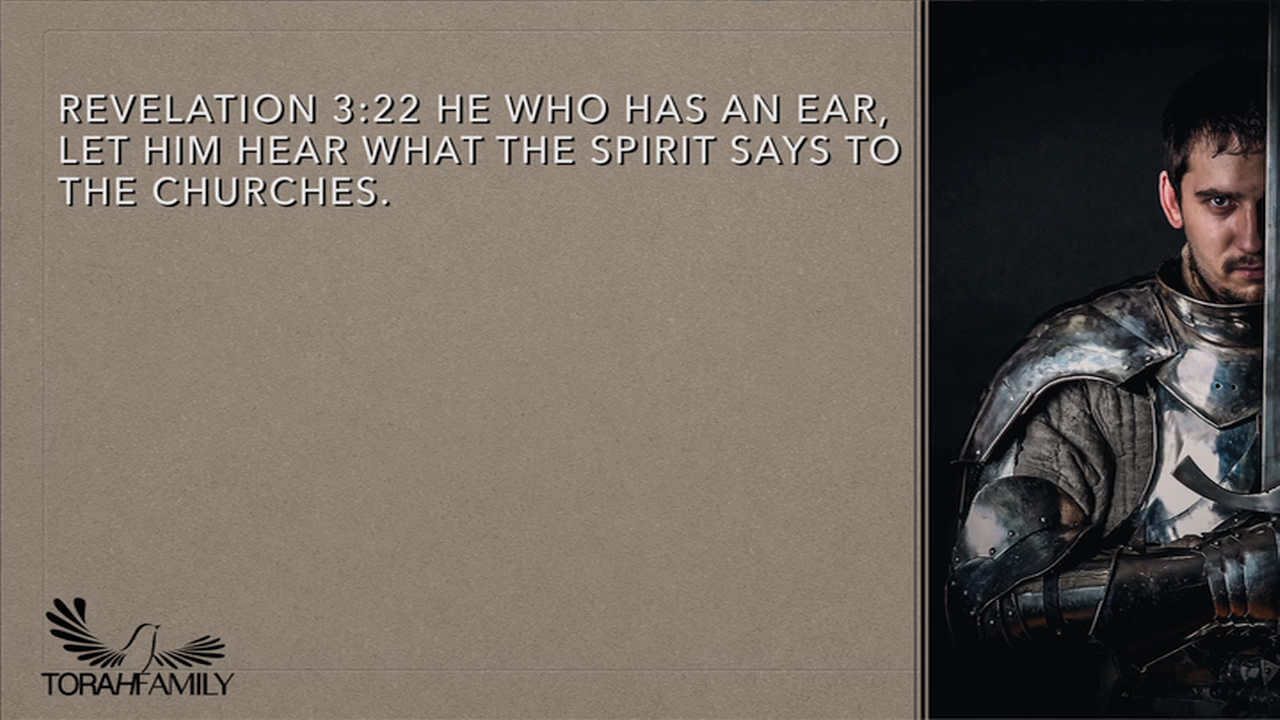 REVELATION 3:22 HE WHO HAS AN EAR,
LET HIM HEAR WHAT THE SPIRIT SAYS TO
THE CHURCHES.
TORAHFAMILY